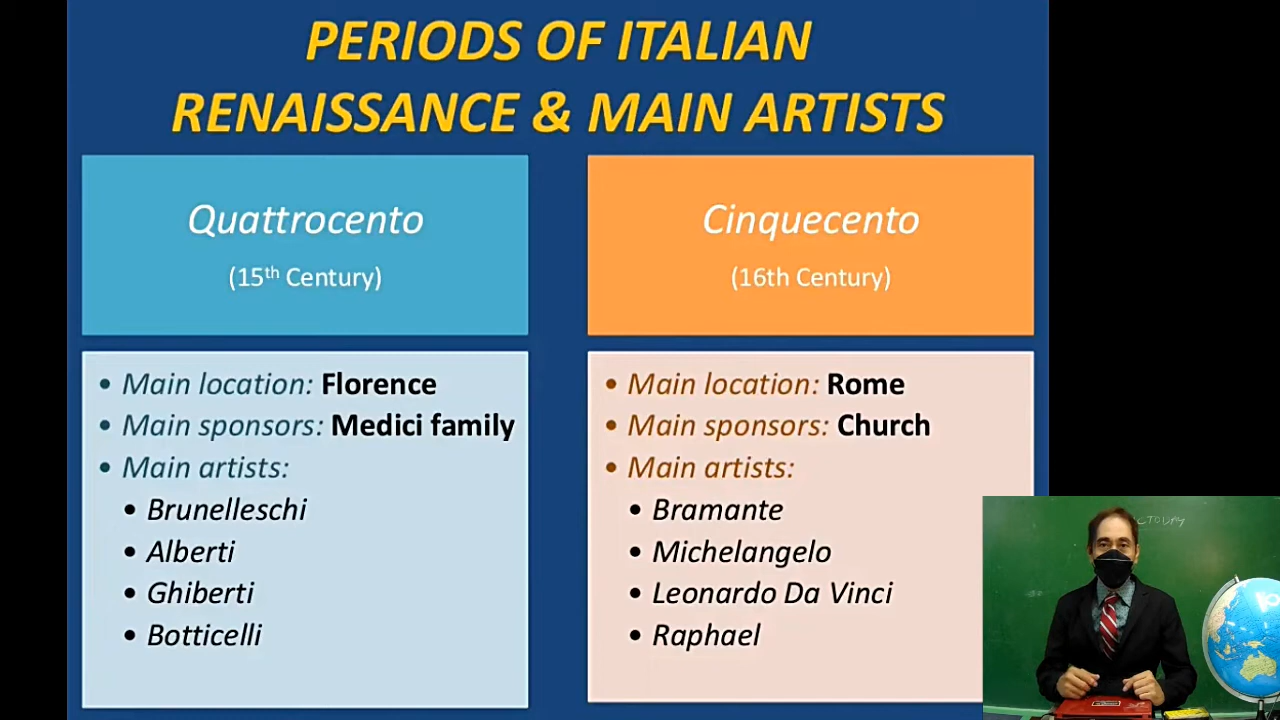 PERIODS OF ITALIAN
RENAISSANCE & MAIN ARTISTS
Quattrocento
(15th Century)
• Main location: Florence
• Main sponsors: Medici family
• Main artists:
• Brunelleschi
• Alberti
• Ghiberti
• Botticelli
Cinquecento
(16th Century)
• Main location: Rome
• Main sponsors: Church
• Main artists:
• Bramante
• Michelangelo
• Leonardo Da Vinci
• Raphael